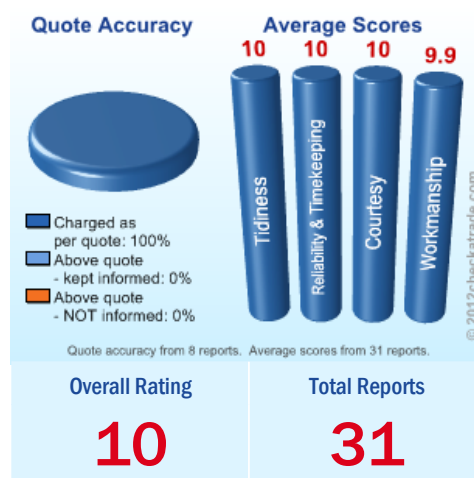 Quote Accuracy
Average Scores
10
10
10
9.9
Tidiness
Reliability & Timekeeping
Courtesy
Workmanship
Charged as
per quote: 100%
Above quote
- kept informed: 0%
Above quote
- NOT informed: 0%
© 2012checkatrade.com
Quote accuracy from 8 reports. Average scores from 31 reports.
Overall Rating
Total Reports
10
31